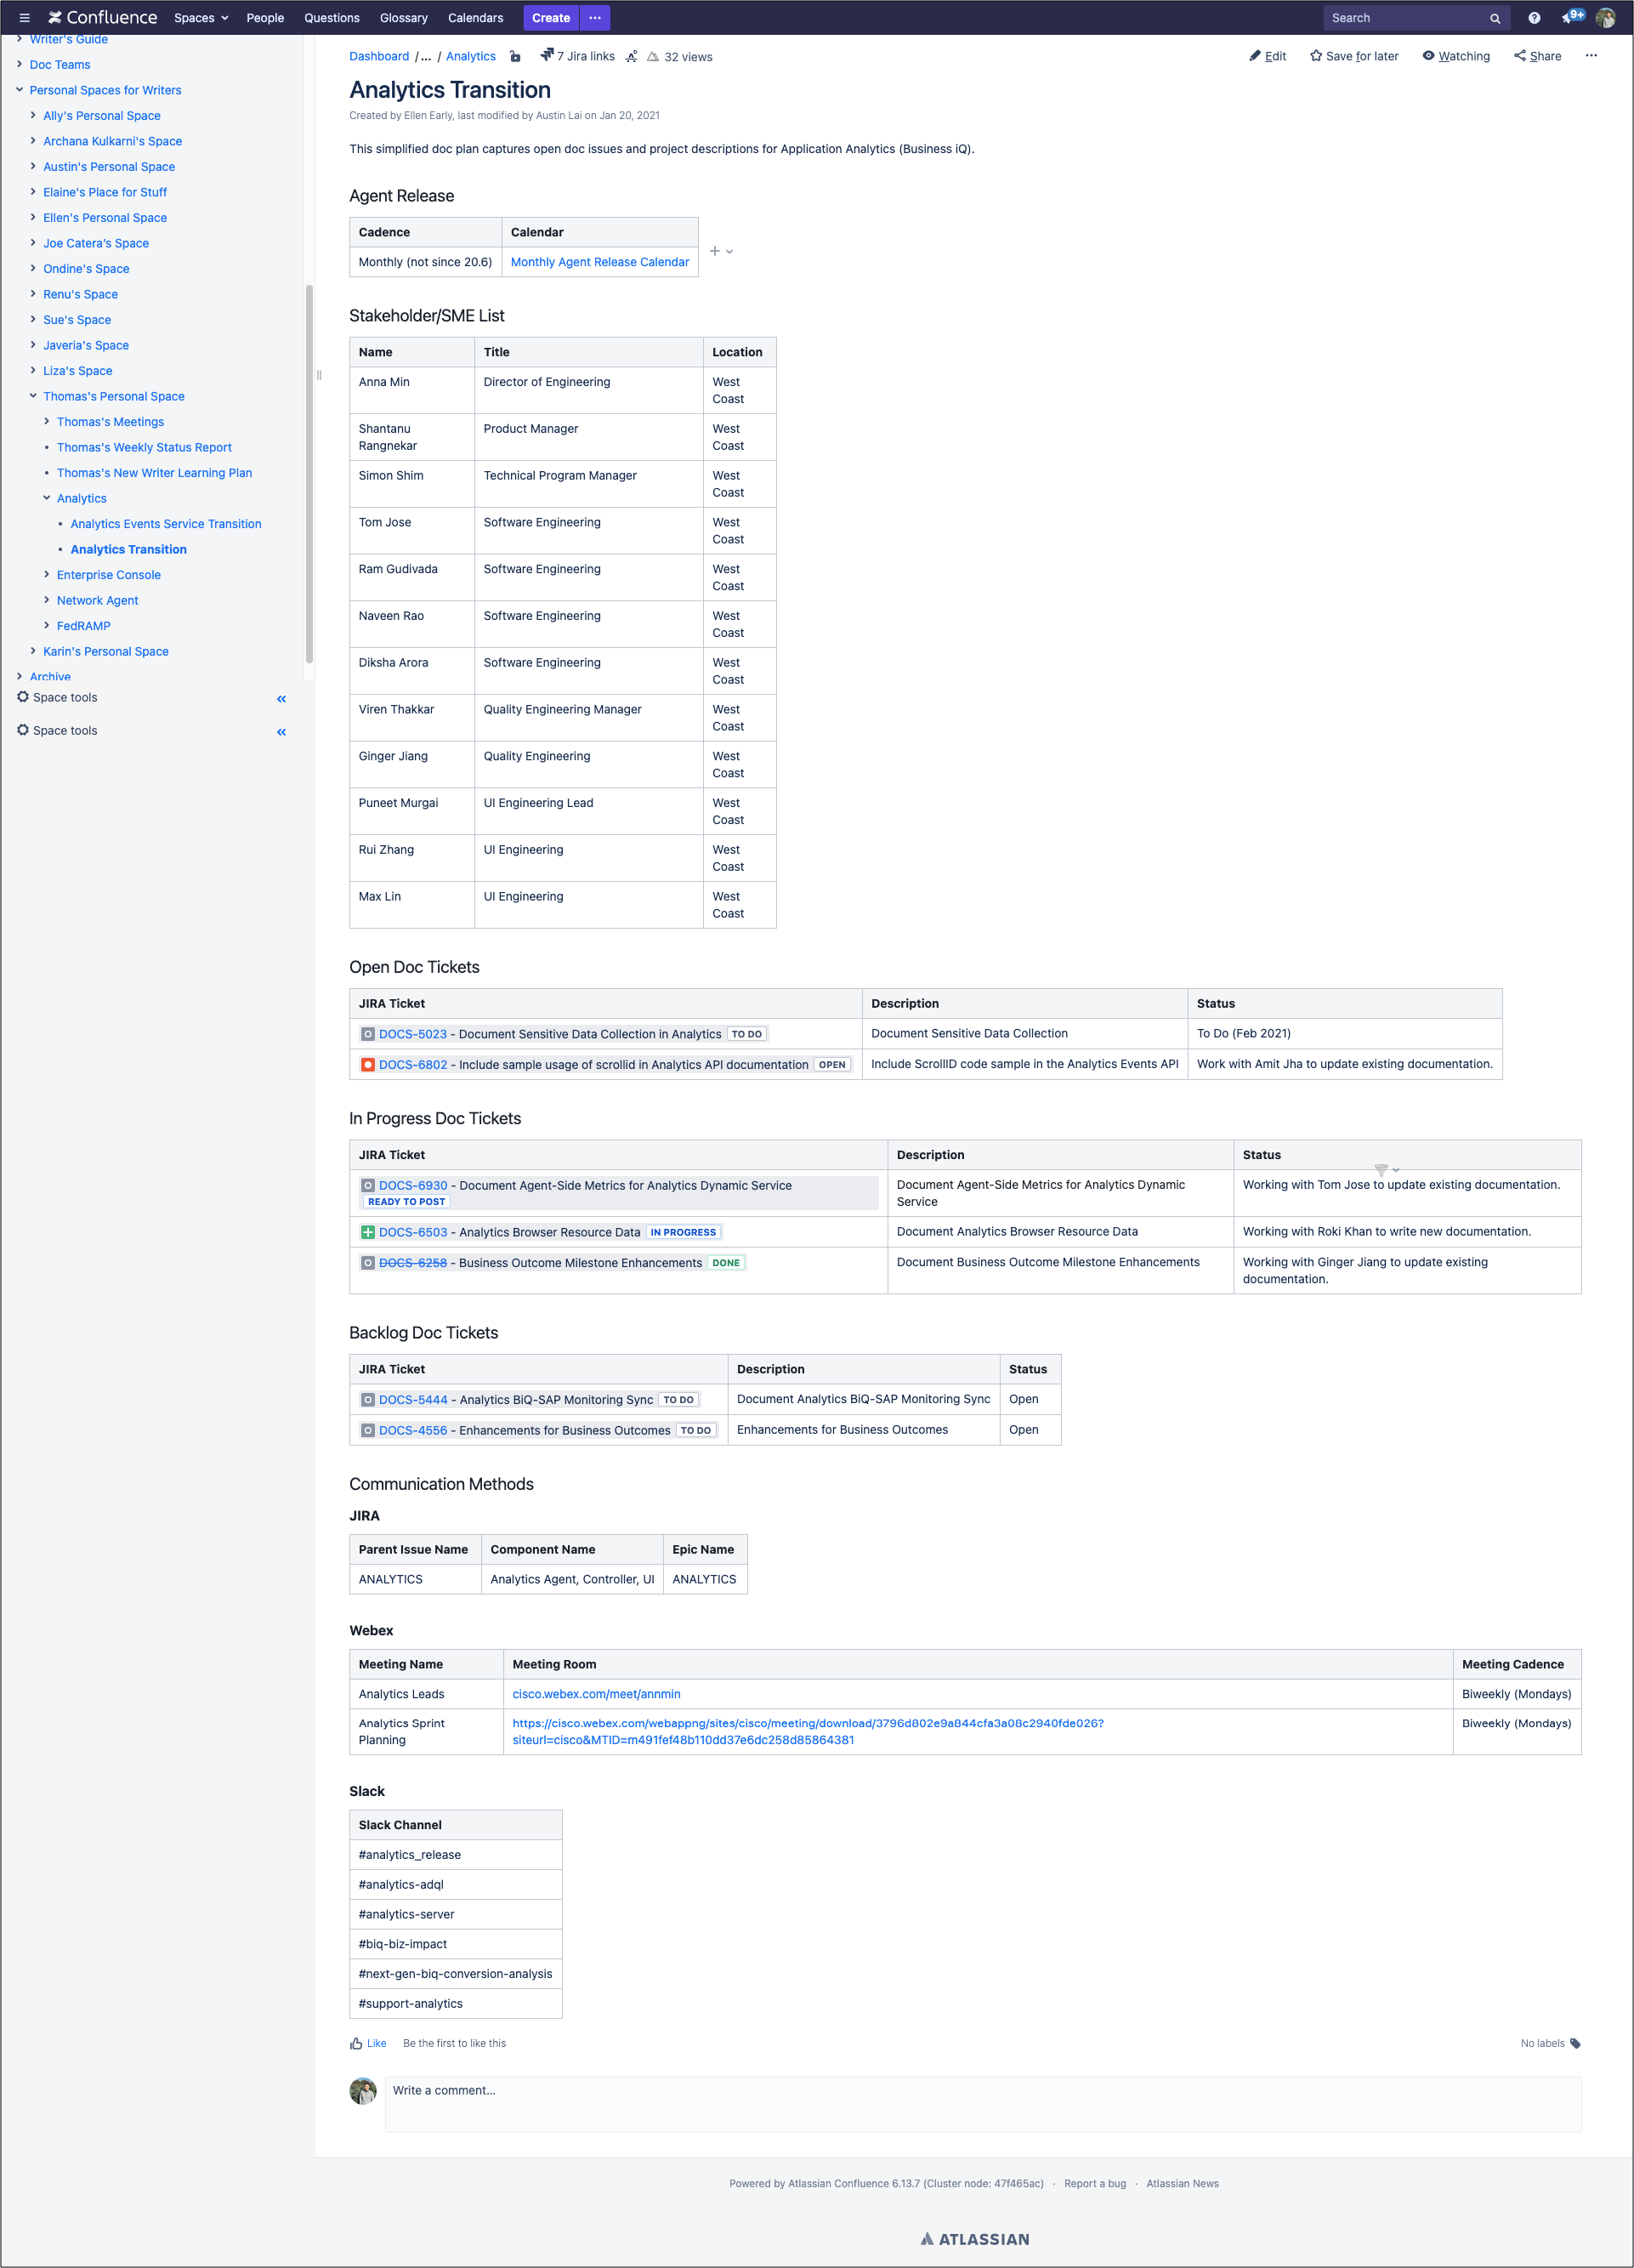 Confluence Spaces People Questions Glossary Calendars Create ··· Search 9+
Writer's Guide
Doc Teams
Personal Spaces for Writers
Ally's Personal Space
Archana Kulkarni's Space
Austin's Personal Space
Elaine's Place for Stuff
Ellen's Personal Space
Joe Catera's Space
Ondine's Space
Renu's Space
Sue's Space
Javeria's Space
Liza's Space
Thomas's Personal Space
Thomas's Meetings
Thomas's Weekly Status Report
Thomas's New Writer Learning Plan
Analytics
Analytics Events Service Transition
Analytics Transition
Enterprise Console
Network Agent
FedRAMP
Karin's Personal Space
Archive
Space tools
Space tools
Dashboard / ... / Analytics 7 Jira links 32 views Edit Save for later Watching Share ···
Analytics Transition
Created by Ellen Early, last modified by Austin Lai on Jan 20, 2021
This simplified doc plan captures open doc issues and project descriptions for Application Analytics (Business iQ).
Agent Release
Cadence Calendar
Monthly (not since 20.6) Monthly Agent Release Calendar
Stakeholder/SME List
Name Title Location
Anna Min Director of Engineering West
Coast
Shantanu Product Manager West
Rangnekar Coast
Simon Shim Technical Program Manager West
Coast
Tom Jose Software Engineering West
Coast
Ram Gudivada Software Engineering West
Coast
Naveen Rao Software Engineering West
Coast
Diksha Arora Software Engineering West
Coast
Viren Thakkar Quality Engineering Manager West
Coast
Ginger Jiang Quality Engineering West
Coast
Puneet Murgai UI Engineering Lead West
Coast
Rui Zhang UI Engineering West
Coast
Max Lin UI Engineering West
Coast
Open Doc Tickets
JIRA Ticket Description Status
DOCS-5023 - Document Sensitive Data Collection in Analytics TO DO Document Sensitive Data Collection To Do (Feb 2021)
DOCS-6802 - Include sample usage of scrollid in Analytics API documentation OPEN Include ScrollID code sample in the Analytics Events API Work with Amit Jha to update existing documentation.
In Progress Doc Tickets
JIRA Ticket Description Status
DOCS-6930 - Document Agent-Side Metrics for Analytics Dynamic Service Document Agent-Side Metrics for Analytics Dynamic Working with Tom Jose to update existing documentation.
READY TO POST Service
DOCS-6503 - Analytics Browser Resource Data IN PROGRESS Document Analytics Browser Resource Data Working with Roki Khan to write new documentation.
DOCS-6258 - Business Outcome Milestone Enhancements DONE Document Business Outcome Milestone Enhancements Working with Ginger Jiang to update existing
documentation.
Backlog Doc Tickets
JIRA Ticket Description Status
DOCS-5444 - Analytics BiQ-SAP Monitoring Sync TO DO Document Analytics BiQ-SAP Monitoring Sync Open
DOCS-4556 - Enhancements for Business Outcomes TO DO Enhancements for Business Outcomes Open
Communication Methods
JIRA
Parent Issue Name Component Name Epic Name
ANALYTICS Analytics Agent, Controller, UI ANALYTICS
Webex
Meeting Name Meeting Room Meeting Cadence
Analytics Leads cisco.webex.com/meet/annmin Biweekly (Mondays)
Analytics Sprint https://cisco.webex.com/webappng/sites/cisco/meeting/download/3796d802e9a844cfa3a08c2940fde026? Biweekly (Mondays)
Planning siteurl=cisco&MTID=m491fef48b110dd37e6dc258d85864381
Slack
Slack Channel
#analytics_release
#analytics-adql
#analytics-server
#biq-biz-impact
#next-gen-biq-conversion-analysis
#support-analytics
Like Be the first to like this No labels
Write a comment...
Powered by Atlassian Confluence 6.13.7 (Cluster node: 47f465ac) · Report a bug · Atlassian News
ATLASSIAN